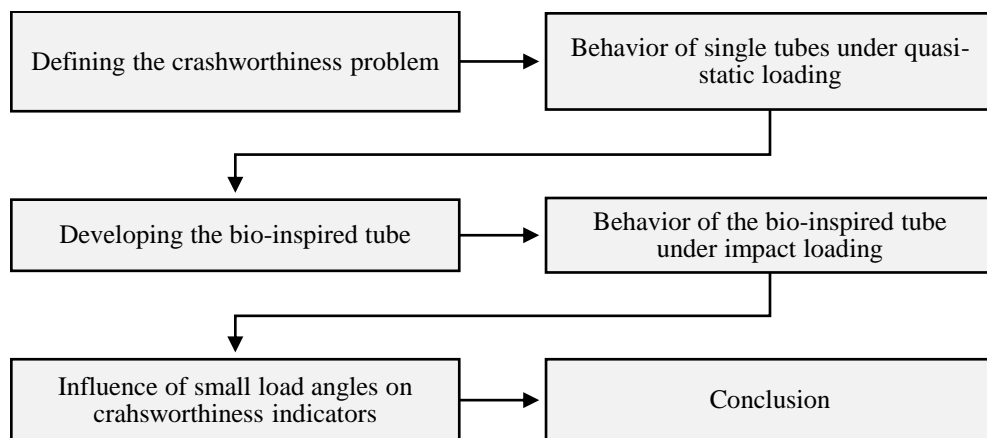 Defining the crashworthiness problem
Behavior of single tubes under quasi-
static loading
Developing the bio-inspired tube
Behavior of the bio-inspired tube
under impact loading
Influence of small load angles on
crahsworthiness indicators
Conclusion